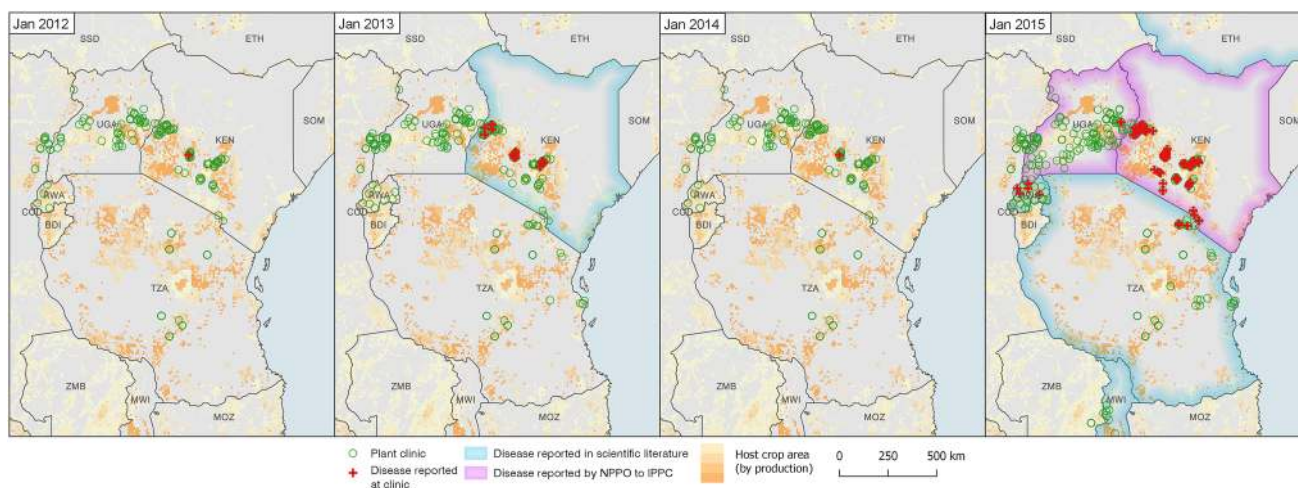 Jan 2012
SSD
ETH
UGA
KEN
SOM
RWA
COD
BDI
TZA
ZMB
MWI
MOZ
Jan 2013
SSD
ETH
UGA
KEN
SOM
RWA
COD
BDI
TZA
ZMB
MWI
MOZ
Jan 2014
SSD
ETH
UGA
KEN
SOM
RWA
COD
BDI
TZA
ZMB
MWI
MOZ
Jan 2015
SSD
ETH
UGA
KEN
SOM
COD
BDI
TZA
ZMB
MWI
MOZ
Plant clinic
Disease reported
at clinic
Disease reported in scientific literature
Disease reported by NPPO to IPPC
Host crop area
(by production)
0 250 500 km